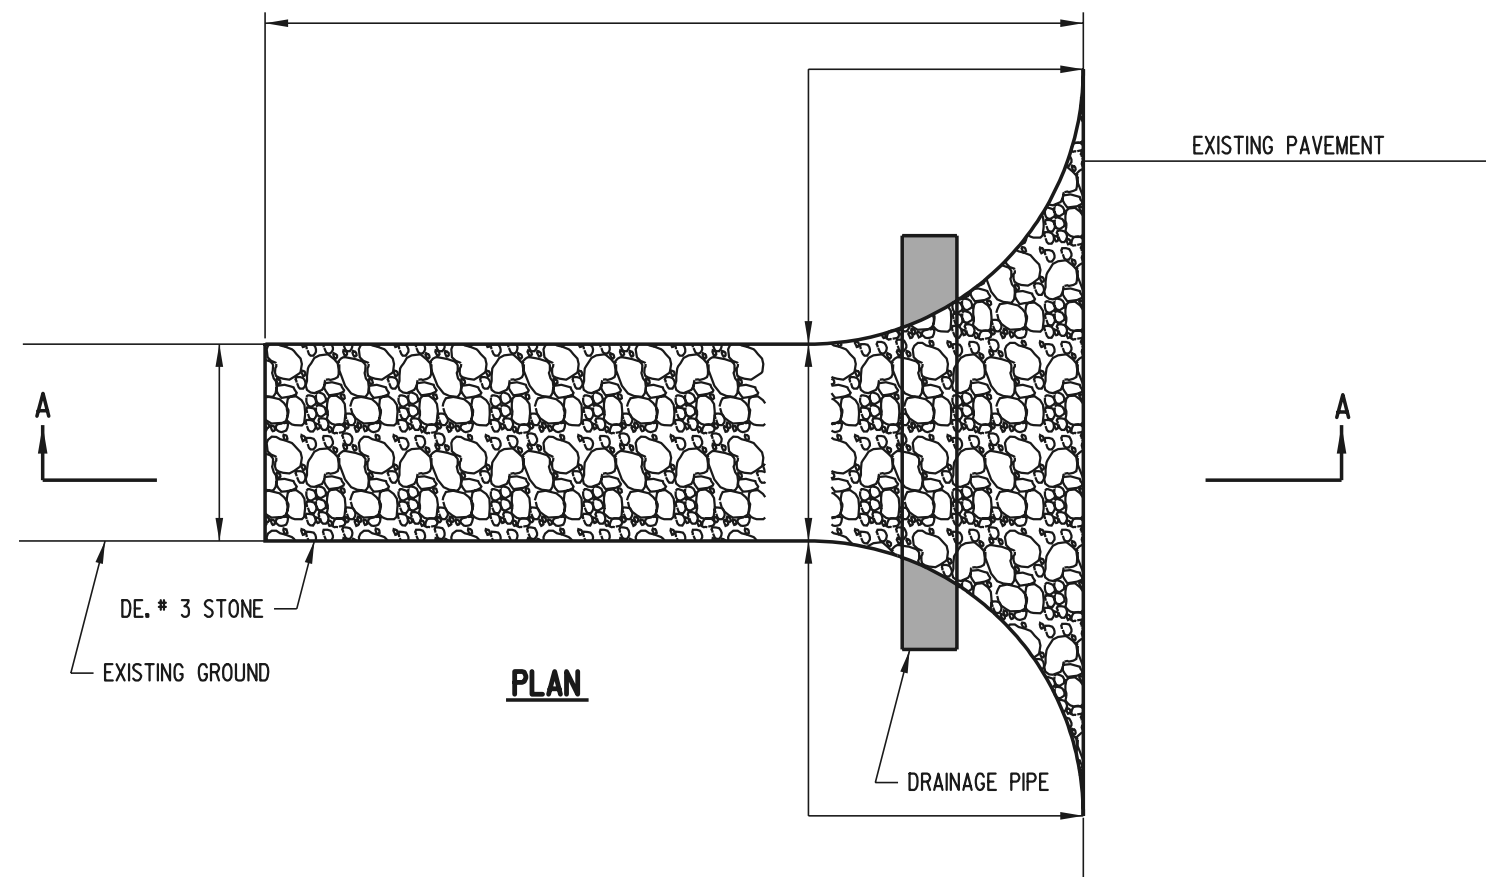 EXISTING PAVEMENT
A
A
DE. # 3 STONE
EXISTING GROUND
PLAN
DRAINAGE PIPE